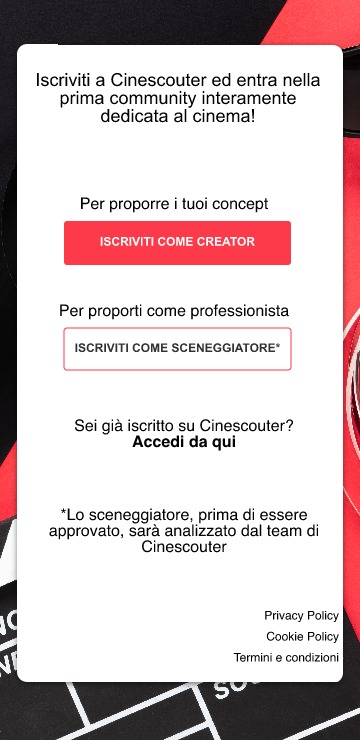 Iscriviti a Cinescouter ed entra nella
prima community interamente
dedicata al cinema!
Per proporre i tuoi concept
ISCRIVITI COME CREATOR
Per proporti come professionista
ISCRIVITI COME SCENEGGIATORE*
Sei già iscritto su Cinescouter?
Accedi da qui
*Lo sceneggiatore, prima di essere
approvato, sarà analizzato dal team di
Cinescouter
Privacy Policy
Cookie Policy
Termini e condizioni